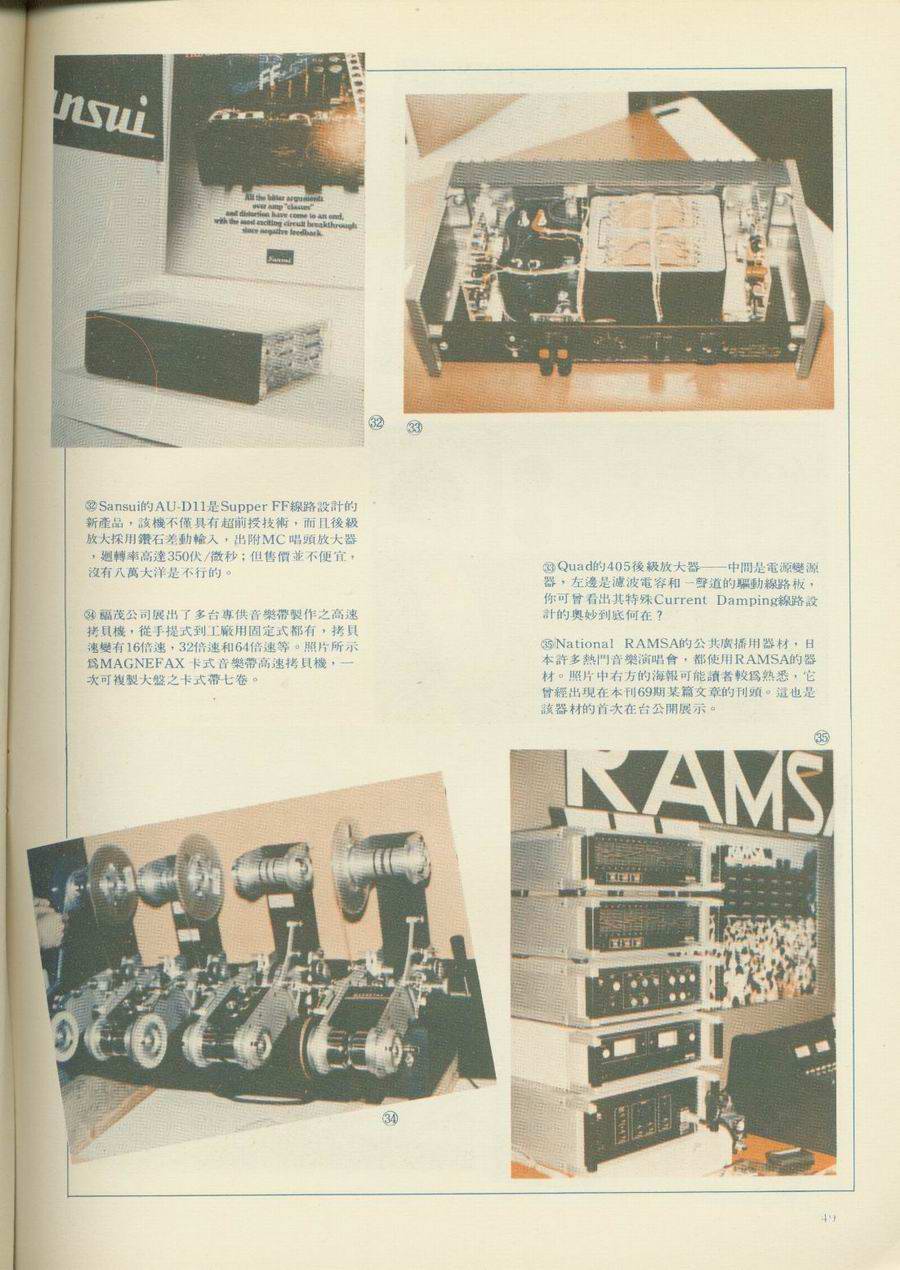 ansui
All the bitter arguments
over amp "classes"
and distortion have come to an end,
with the most exciting circuit breakthrough
since negative feedback.
Sansui
㉜
㉝
㉜Sansui的AU-D11是Supper FF線路設計的
新產品，該機不僅具有超前授技術，而且後級
放大採用鑽石差動輸入，出附MC唱頭放大器
，廻轉率高達350伏/微秒；但售價並不便宜，
沒有八萬大洋是不行的。
㉞福茂公司展出了多台專供音樂帶製作之高速
拷貝機，從手提式到工廠用固定式都有，拷貝
速變有16倍速，32倍速和64倍速等。照片所示
爲MAGNEFAX卡式音樂帶高速拷貝機，一
次可複製大盤之卡式帶七卷。
㉝Quad的405後級放大器——中間是電源變源
器，左邊是濾波電容和一聲道的驅動線路板，
你可曾看出其特殊Current Damping線路設
計的奧妙到底何在？
㉟National RAMSA的公共廣播用器材，日
本許多熱門音樂演唱會，都使用RAMSA的器
材。照片中右方的海報可能讀者較爲熟悉，它
曾經出現在本刊69期某篇文章的刊頭。這也是
該器材的首次在台公開展示。
㉟
RAMSA
RAMSA
㉞
49